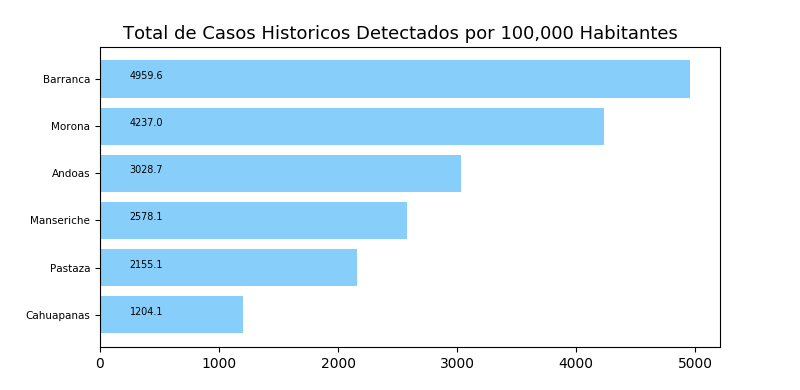 Total de Casos Historicos Detectados por 100,000 Habitantes
Barranca 4959.6
Morona 4237.0
Andoas 3028.7
Manseriche 2578.1
Pastaza 2155.1
Cahuapanas 1204.1
0 1000 2000 3000 4000 5000